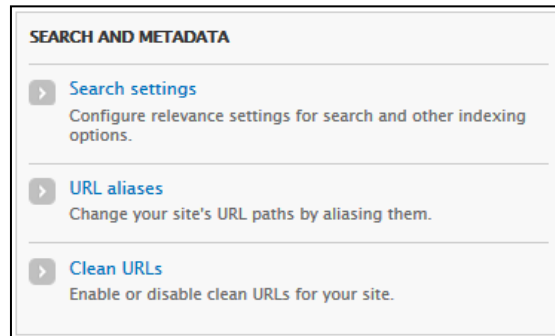 SEARCH AND METADATA
Search settings
Configure relevance settings for search and other indexing
options.
URL aliases
Change your site's URL paths by aliasing them.
Clean URLs
Enable or disable clean URLs for your site.